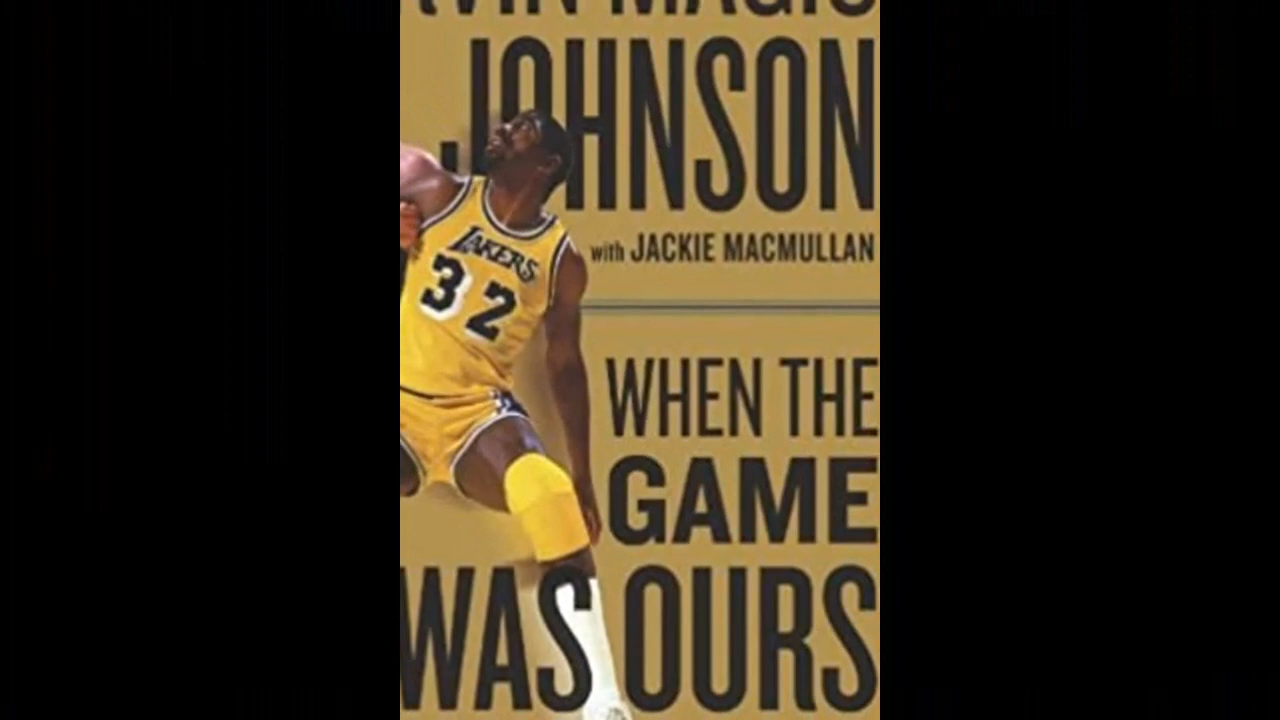 JOHNSON
with JACKIE MACMULLAN
LAKERS
32
WHEN THE
GAME
WAS OURS